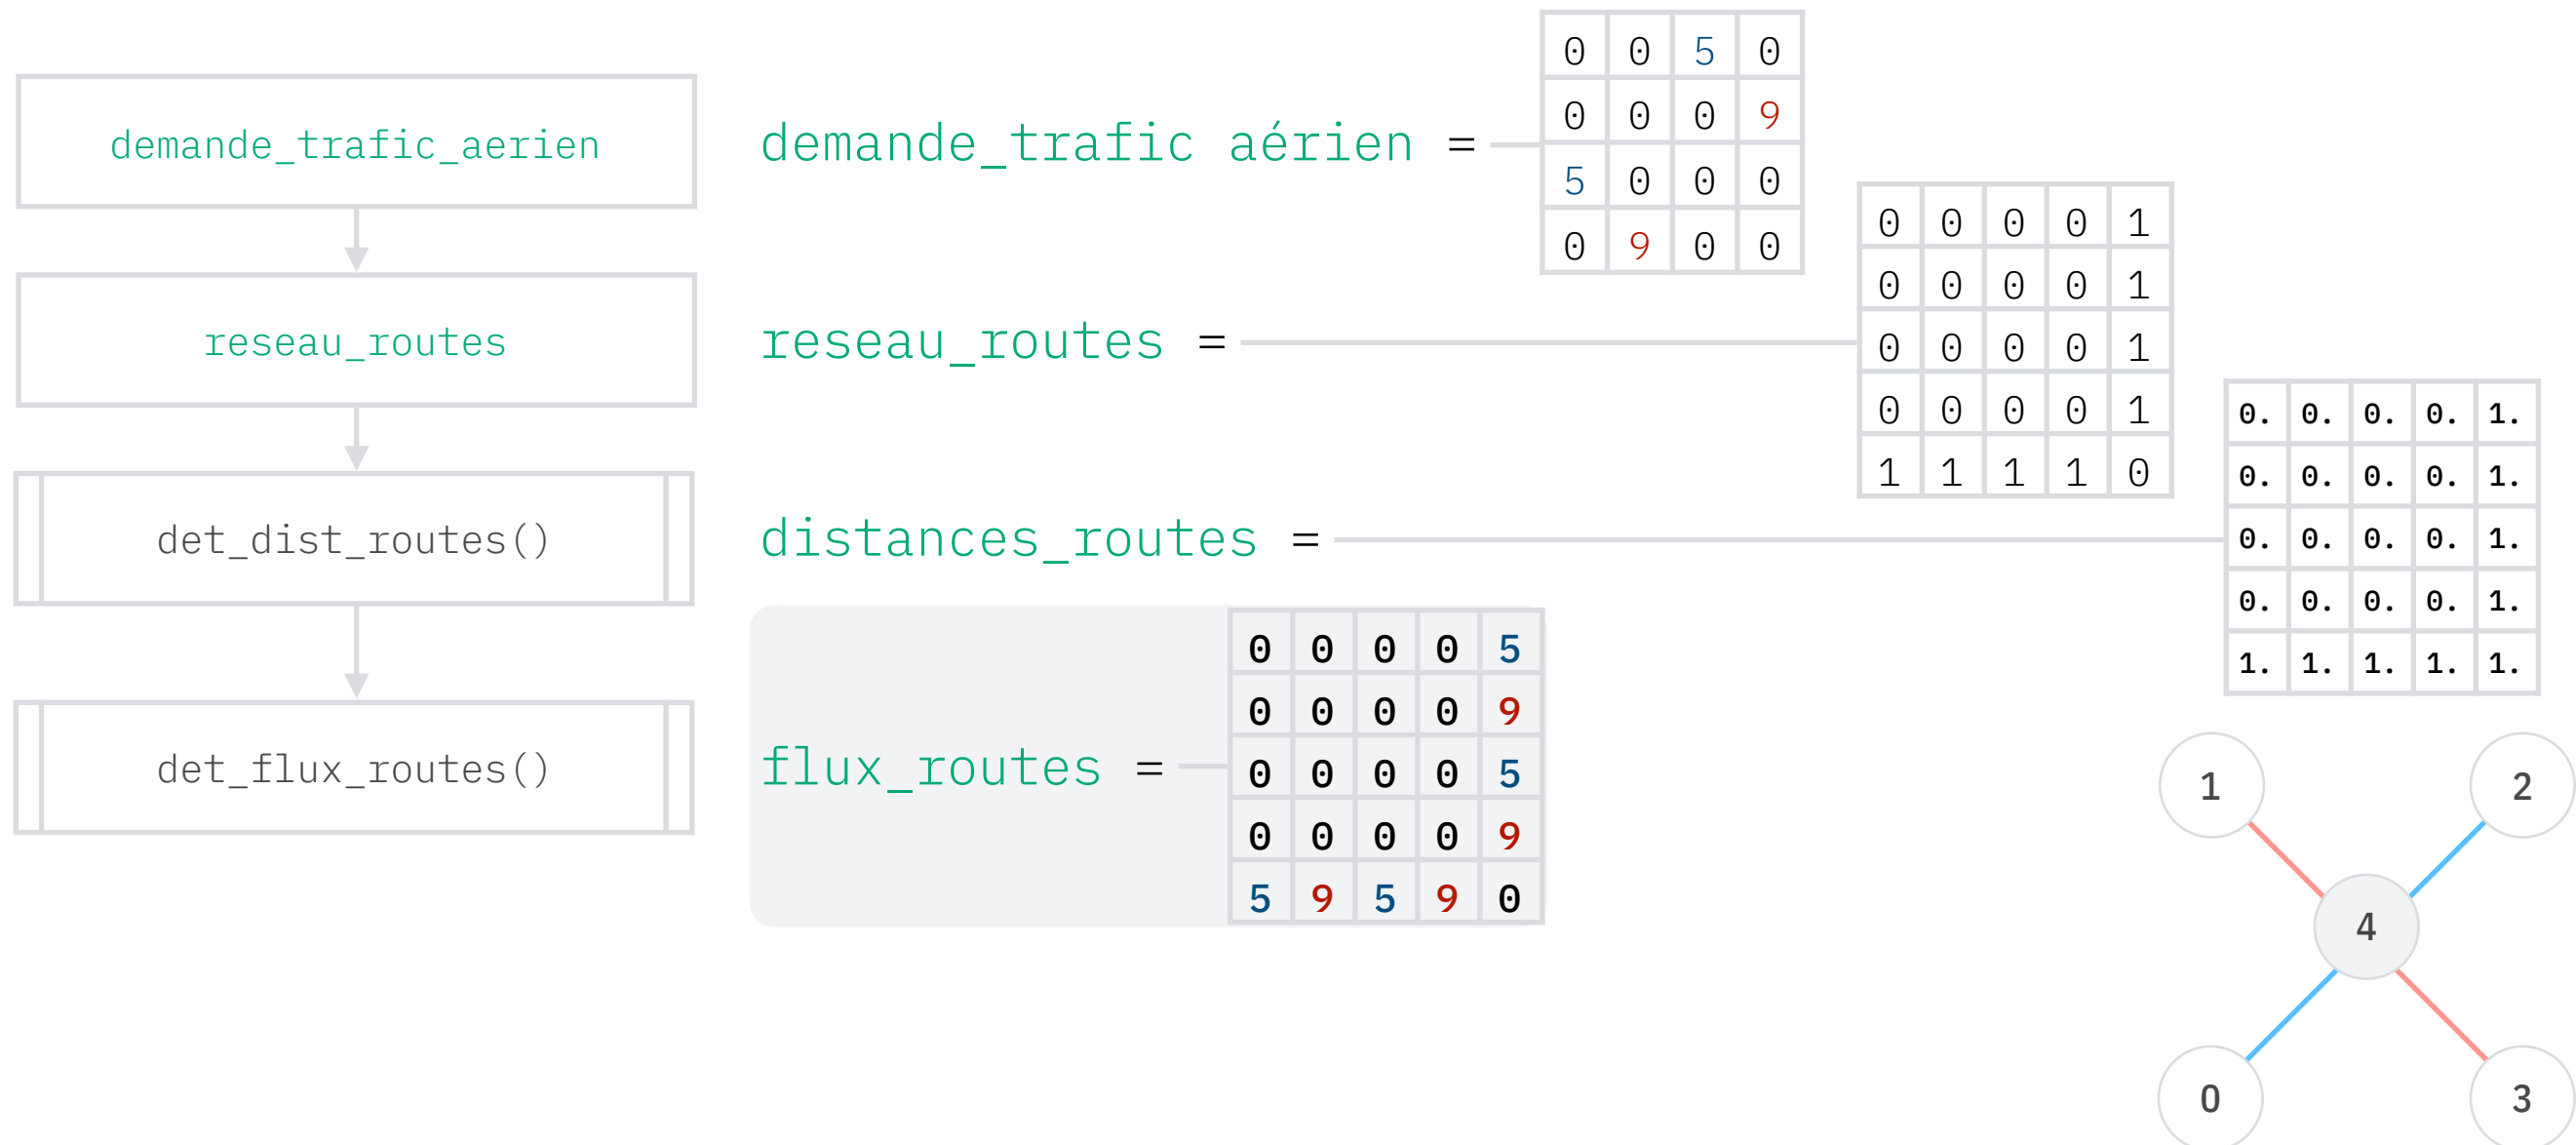 demande_trafic_aerien
reseau_routes
det_dist_routes()
det_flux_routes()
demande_trafic aérien =
0 0 5 0
0 0 0 9
5 0 0 0
0 9 0 0
reseau_routes =
0 0 0 0 1
0 0 0 0 1
0 0 0 0 1
0 0 0 0 1
1 1 1 1 0
distances_routes =
0. 0. 0. 0. 1.
0. 0. 0. 0. 1.
0. 0. 0. 0. 1.
0. 0. 0. 0. 1.
1. 1. 1. 1. 1.
flux_routes =
0 0 0 0 5
0 0 0 0 9
0 0 0 0 5
0 0 0 0 9
5 9 5 9 0
1 2
4
0 3